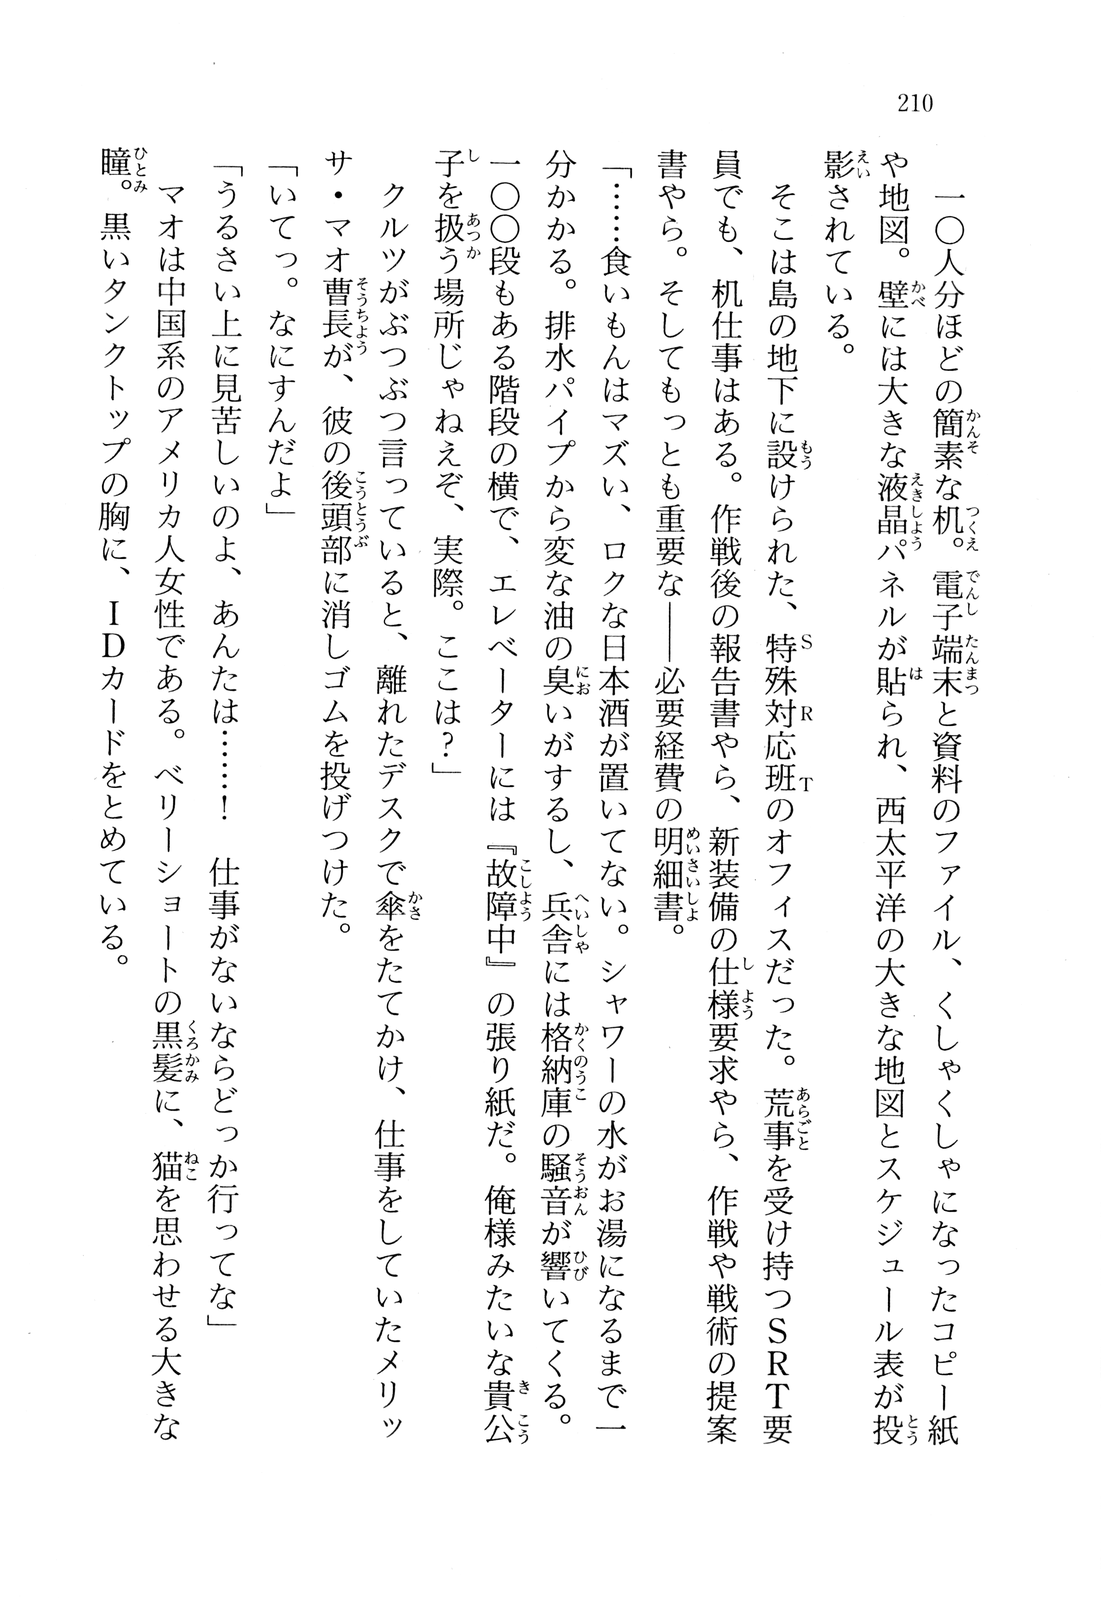 210
一〇人分ほどの簡素な机。電子端末と資料のファイル、くしゃくしゃになったコピー紙
や地図。壁には大きな液晶パネルが貼られ、西太平洋の大きな地図とスケジュール表が投
影されている。
そこは島の地下に設けられた、特殊対応班のオフィスだった。荒事を受け持つＳＲＴ要
員でも、机仕事はある。作戦後の報告書やら、新装備の仕様要求やら、作戦や戦術の提案
書やら。そしてもっとも重要な――必要経費の明細書。
「……食いもんはマズい、ロクな日本酒が置いてない。シャワーの水がお湯になるまで一
分かかる。排水パイプから変な油の臭いがするし、兵舎には格納庫の騒音が響いてくる。
一〇〇段もある階段の横で、エレベーターには『故障中』の張り紙だ。俺様みたいな貴公
子を扱う場所じゃねえぞ、実際。ここは？」
クルツがぶつぶつ言っていると、離れたデスクで傘をたてかけ、仕事をしていたメリッ
サ・マオ曹長が、彼の後頭部に消しゴムを投げつけた。
「いてっ。なにすんだよ」
「うるさい上に見苦しいのよ、あんたは……！　仕事がないならどっか行ってな」
マオは中国系のアメリカ人女性である。ベリーショートの黒髪に、猫を思わせる大きな
瞳。黒いタンクトップの胸に、ＩＤカードをとめている。